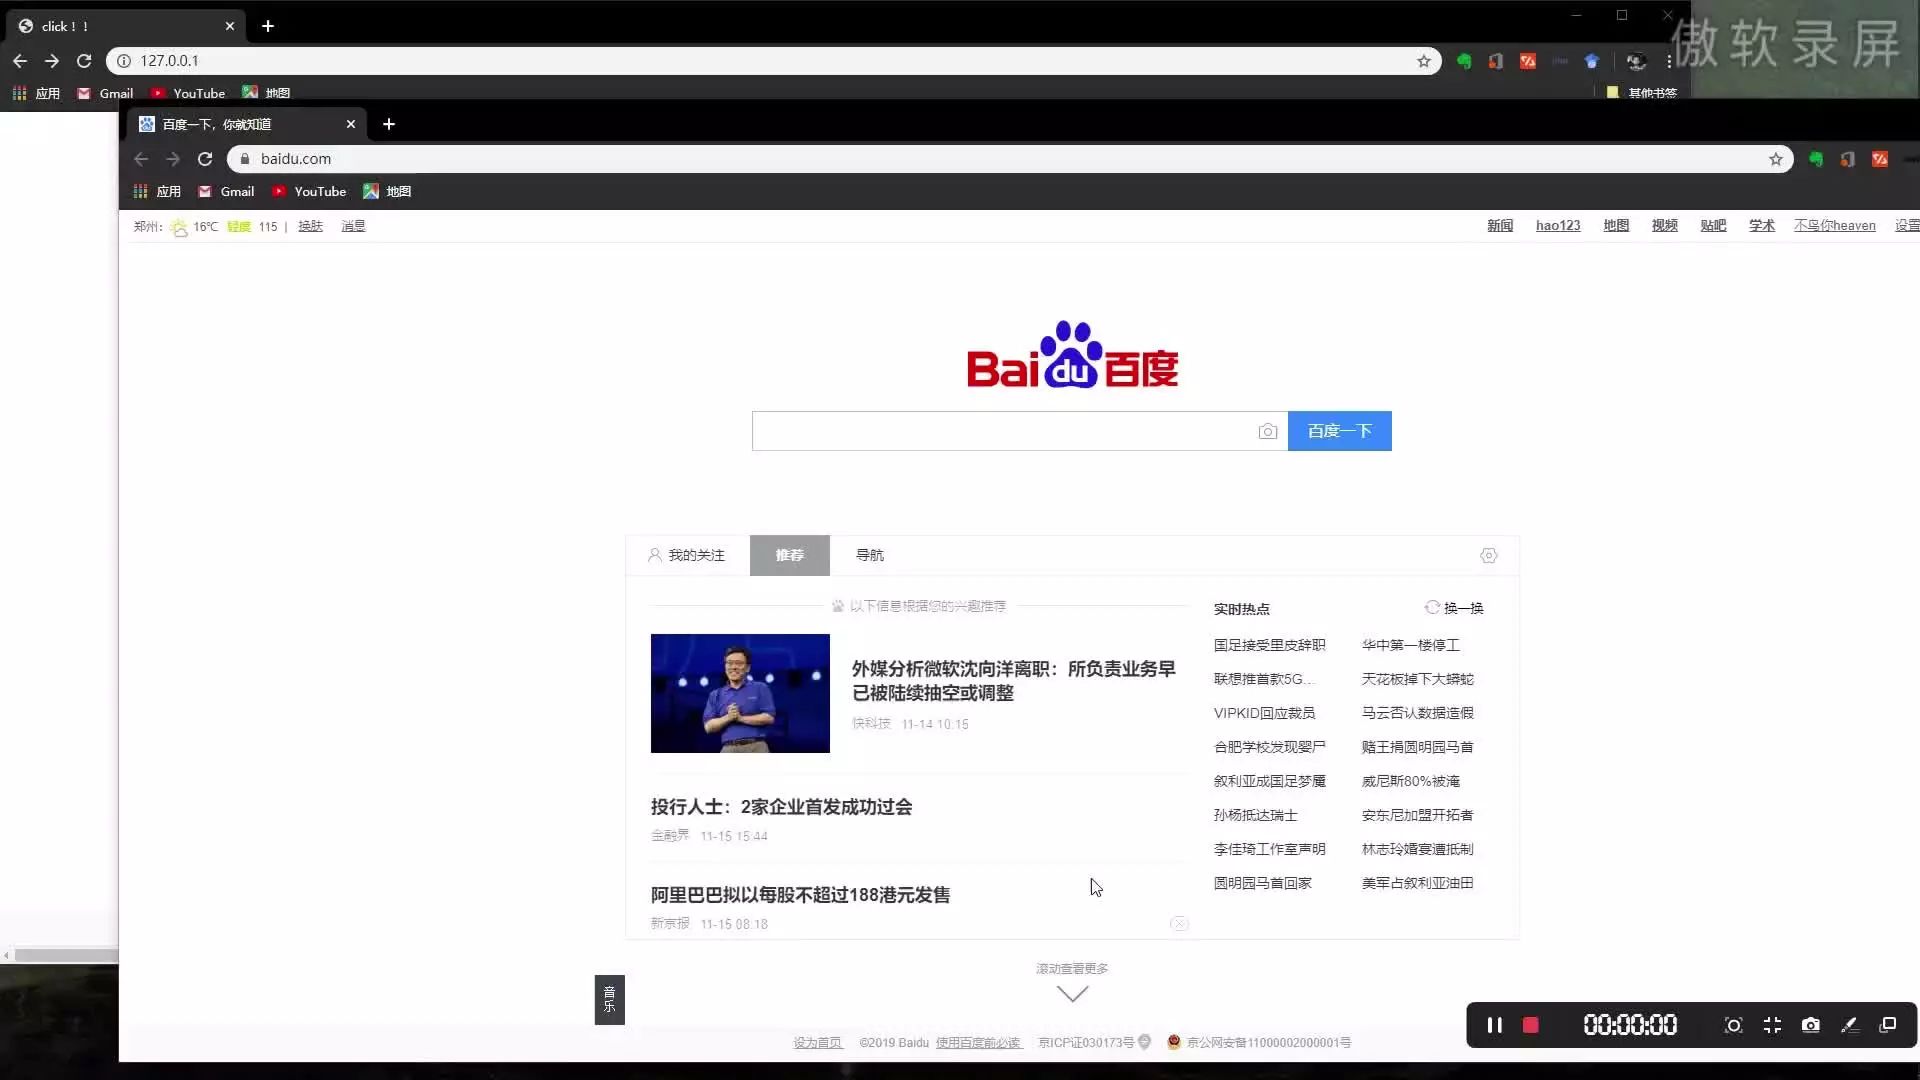 click！！
傲软录屏
127.0.0.1
应用 Gmail YouTube 地图 其他书签
百度一下，你就知道
baidu.com
应用 Gmail YouTube 地图
郑州： 16℃ 轻度 115 | 换肤 消息 新闻 hao123 地图 视频 贴吧 学术 不鸟你heaven 设置
Bai du 百度
百度一下
我的关注 推荐 导航
以下信息根据您的兴趣推荐
外媒分析微软沈向洋离职：所负责业务早
已被陆续抽空或调整
快科技 11-14 10:15
投行人士：2家企业首发成功过会
金融界 11-15 15:44
阿里巴巴拟以每股不超过188港元发售
新京报 11-15 08:18
实时热点 换一换
国足接受里皮辞职 华中第一楼停工
联想推首款5G... 天花板掉下大蟒蛇
VIPKID回应裁员 马云否认数据造假
合肥学校发现婴尸 赌王捐圆明园马首
叙利亚成国足梦魇 威尼斯80%被淹
孙杨抵达瑞士 安东尼加盟开拓者
李佳琦工作室声明 林志玲婚宴遭抵制
圆明园马首回家 美军占叙利亚油田
滚动查看更多
音乐
00:00:00
设为首页 ©2019 Baidu 使用百度前必读 京ICP证030173号 京公网安备11000002000001号